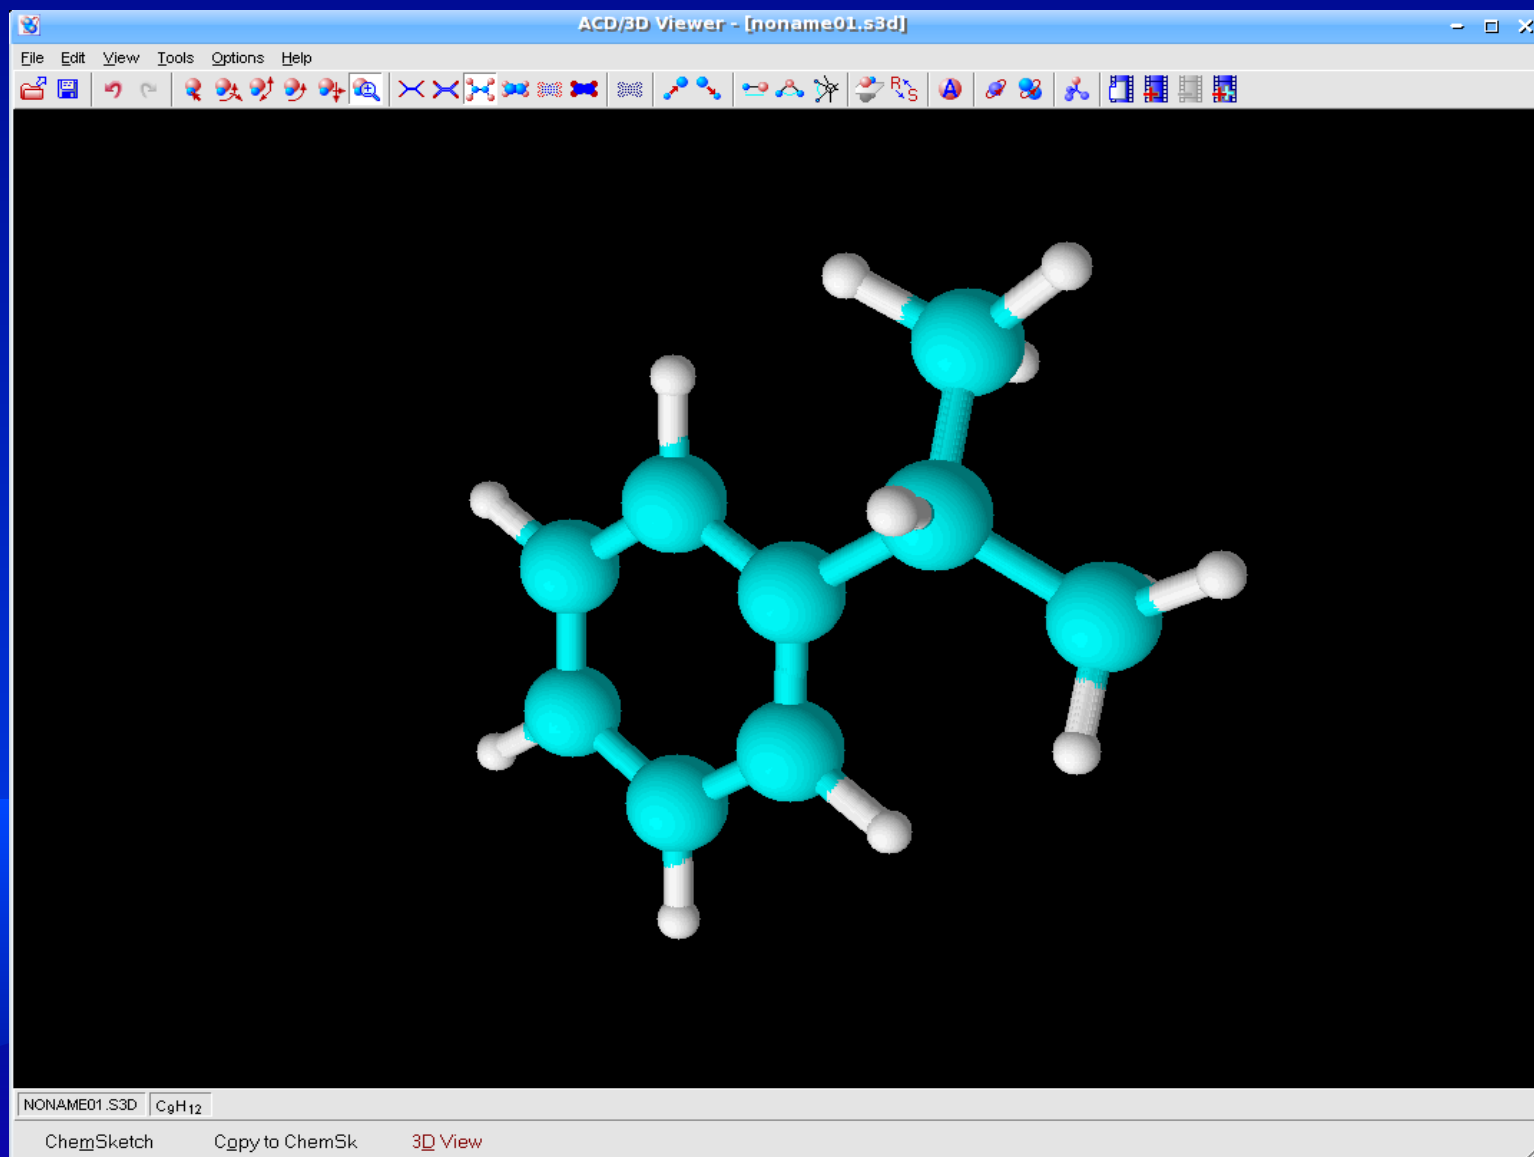 ACD/3D Viewer - [noname01.s3d]
File Edit View Tools Options Help
R S A
NONAME01.S3D C₉H₁₂
ChemSketch Copy to ChemSk 3D View